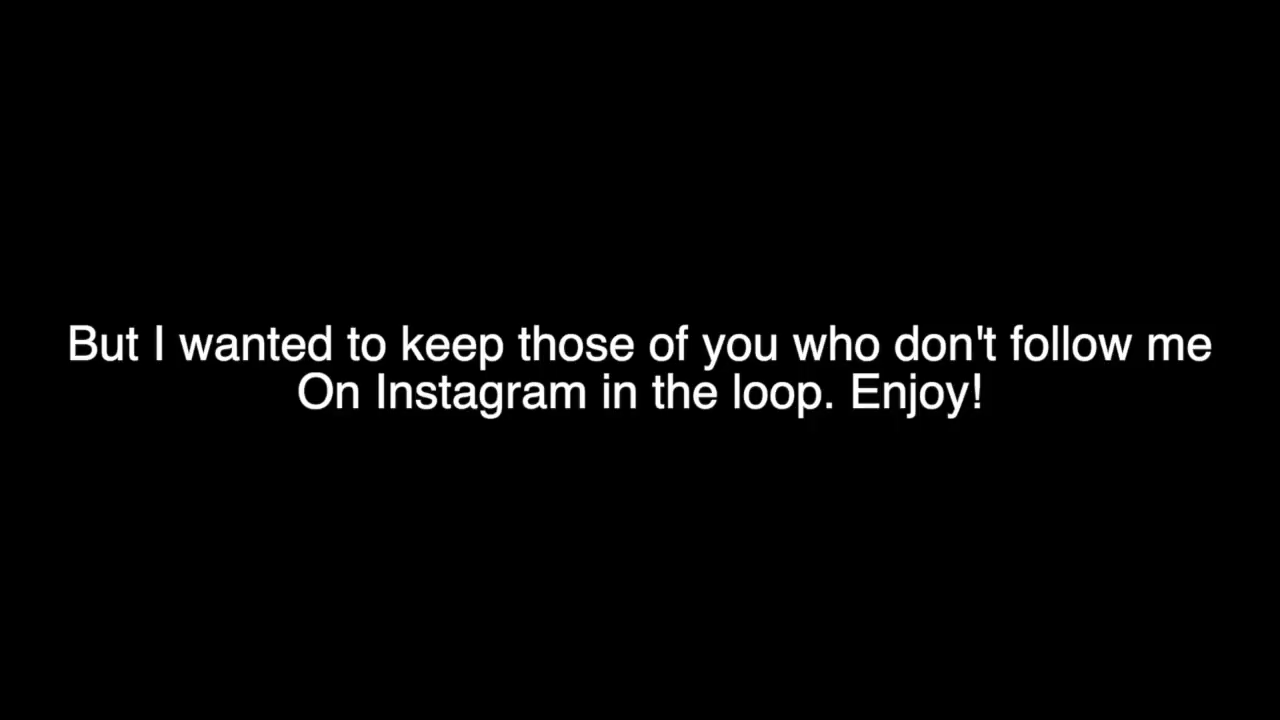 But I wanted to keep those of you who don't follow me
On Instagram in the loop. Enjoy!